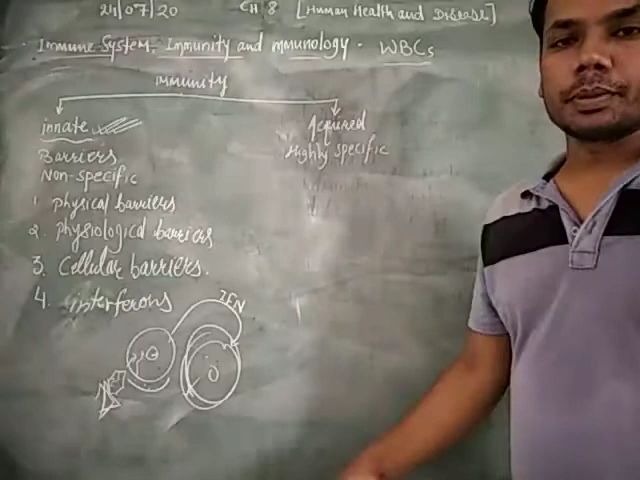 24/07/20 CH.8 [Human Health and Disease]
Immune System, Immunity and mmunology. WBCs
immunity
innate
Acquired
Barriers
Highly specific
Non-specific
1 physical barriers
2. physiological barriers
3. Cellular barriers.
4. interferons
IFN